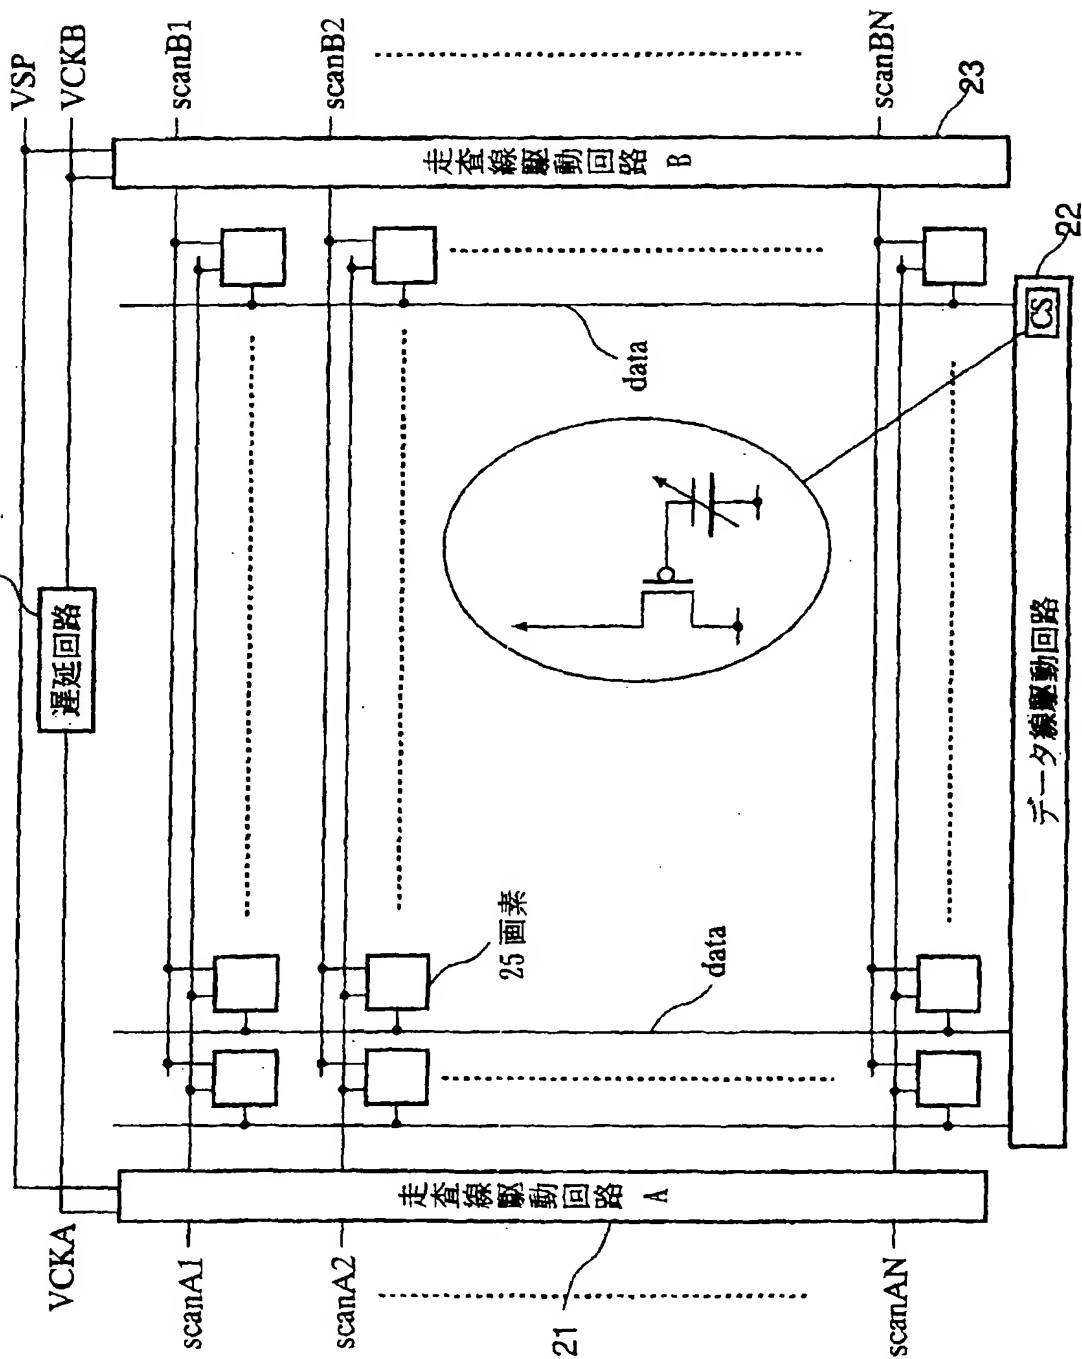 VSP
VCKB
VCKA
遅延回路
scanB1
scanB2
scanBN
走査線駆動回路 B
23
走査線駆動回路 A
21
scanA1
scanA2
scanAN
25 画素
data
data
CS
22
データ線駆動回路